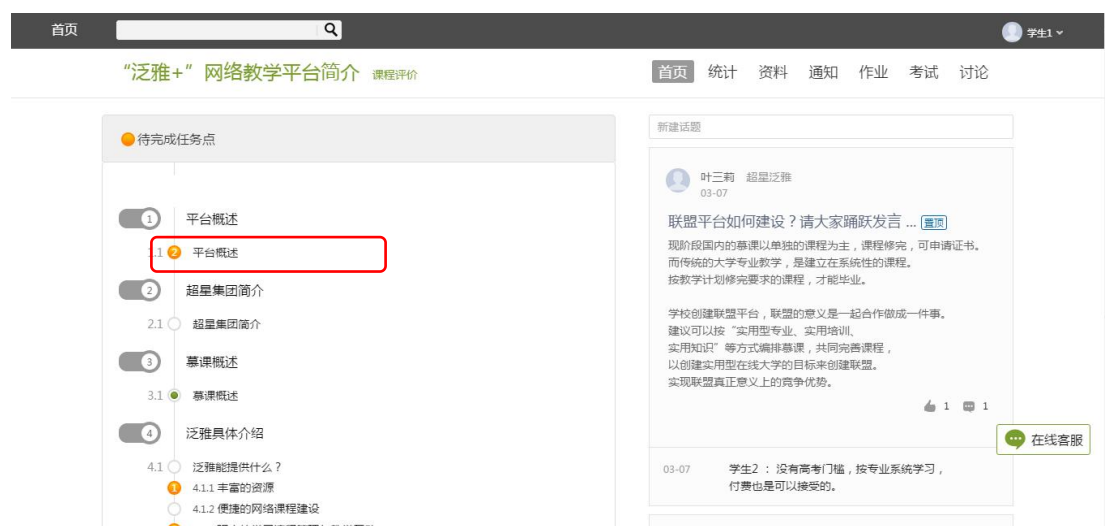 首页
学生1
“泛雅+”网络教学平台简介 课程评价
首页 统计 资料 通知 作业 考试 讨论
待完成任务点
1 平台概述
1.1 2 平台概述
2 超星集团简介
2.1 超星集团简介
3 慕课概述
3.1 慕课概述
4 泛雅具体介绍
4.1 泛雅能提供什么？
1 4.1.1 丰富的资源
4.1.2 便捷的网络课程建设
新建话题
叶三莉 超星泛雅
03-07
联盟平台如何建设？请大家踊跃发言 ... 置顶
现阶段国内的慕课以单独的课程为主，课程修完，可申请证书。
而传统的大学专业教学，是建立在系统性的课程。
按教学计划修完要求的课程，才能毕业。
学校创建联盟平台，联盟的意义是一起合作做成一件事。
建议可以按“实用型专业、实用培训、
实用知识”等方式编排慕课，共同完善课程，
以创建实用型在线大学的目标来创建联盟。
实现联盟真正意义上的竞争优势。
1 1
在线客服
03-07 学生2 ：没有高考门槛，按专业系统学习，
付费也是可以接受的。